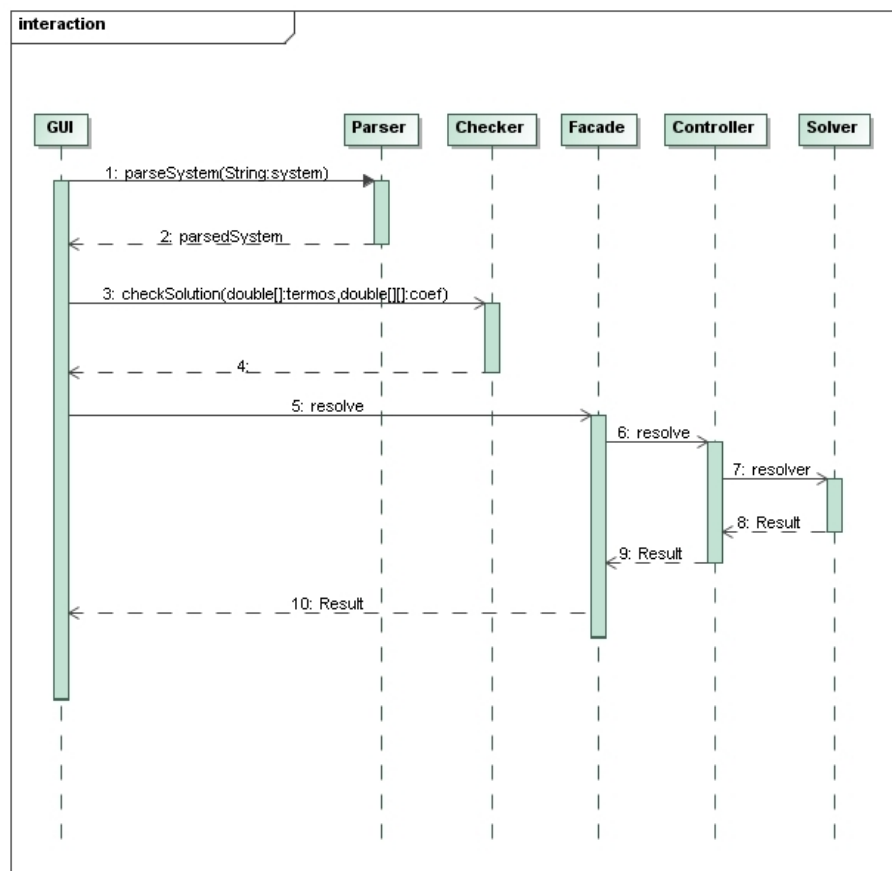 interaction
GUI
Parser
Checker
Facade
Controller
Solver
1: parseSystem(String:system)
2: parsedSystem
3: checkSolution(double[]:termos,double[][]:coef)
4:
5: resolve
6: resolve
7: resolver
8: Result
9: Result
10: Result